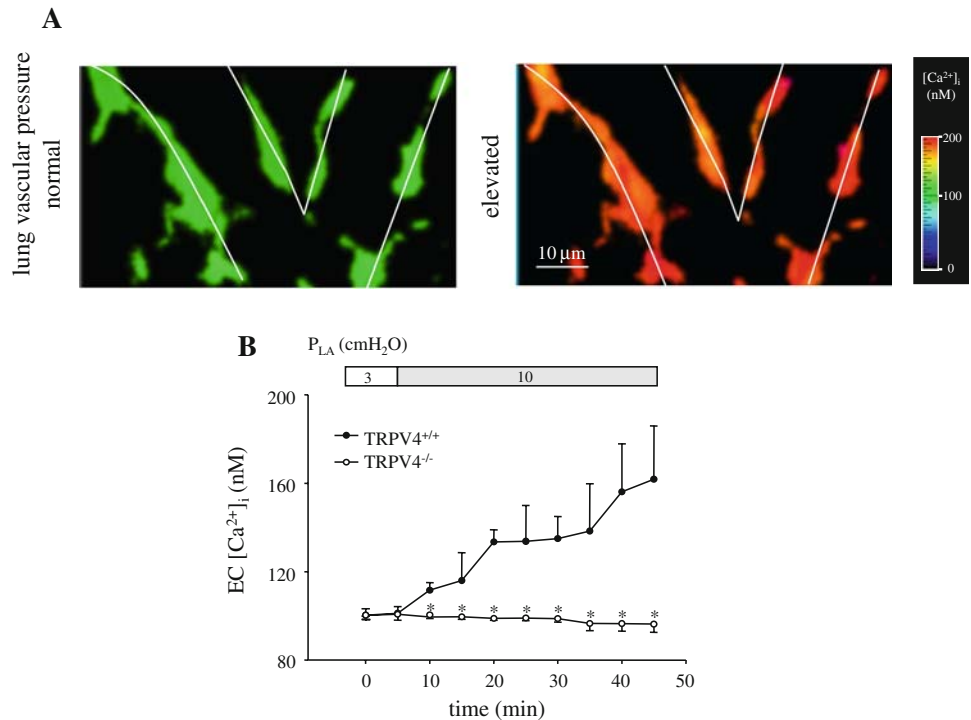 A
lung vascular pressure
normal
elevated
10 µm
[Ca²⁺]ᵢ
(nM)
200
100
0
B
P_LA (cmH₂O)
3
10
200
160
120
80
EC [Ca²⁺]ᵢ (nM)
TRPV4⁺/⁺
TRPV4⁻/⁻
* * * * * * * *
0 10 20 30 40 50
time (min)